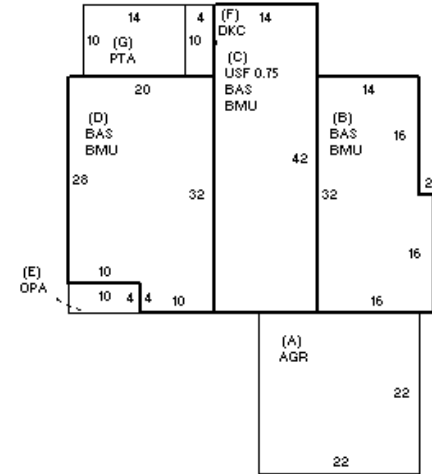 14
4
(F)
14
DKC
10
(G)
PTA
10
(C)
USF 0.75
BAS
BMU
20
14
(D)
BAS
BMU
(B)
BAS
BMU
16
42
28
32
32
2
16
(E)
OPA
10
10
4
4
10
16
(A)
AGR
22
22